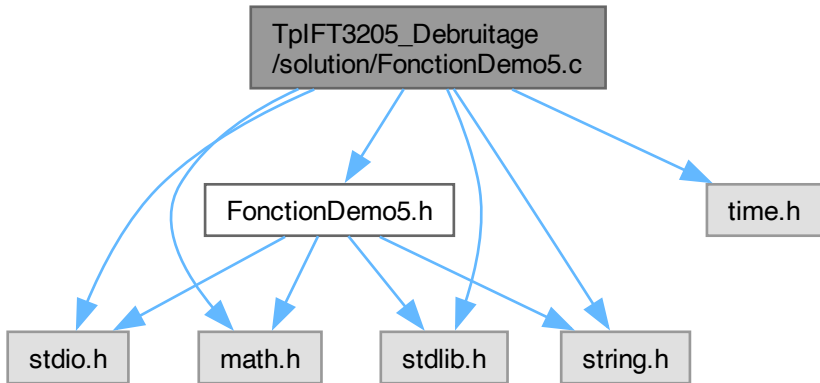 TpIFT3205_Debruitage
/solution/FonctionDemo5.c
FonctionDemo5.h
time.h
stdio.h
math.h
stdlib.h
string.h